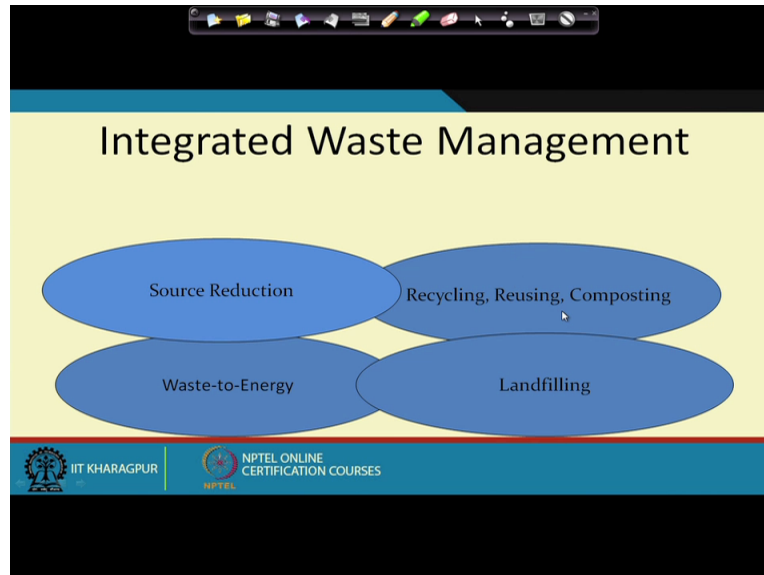 Integrated Waste Management
Source Reduction
Recycling, Reusing, Composting
Waste-to-Energy
Landfilling
IIT KHARAGPUR
NPTEL
NPTEL ONLINE
CERTIFICATION COURSES